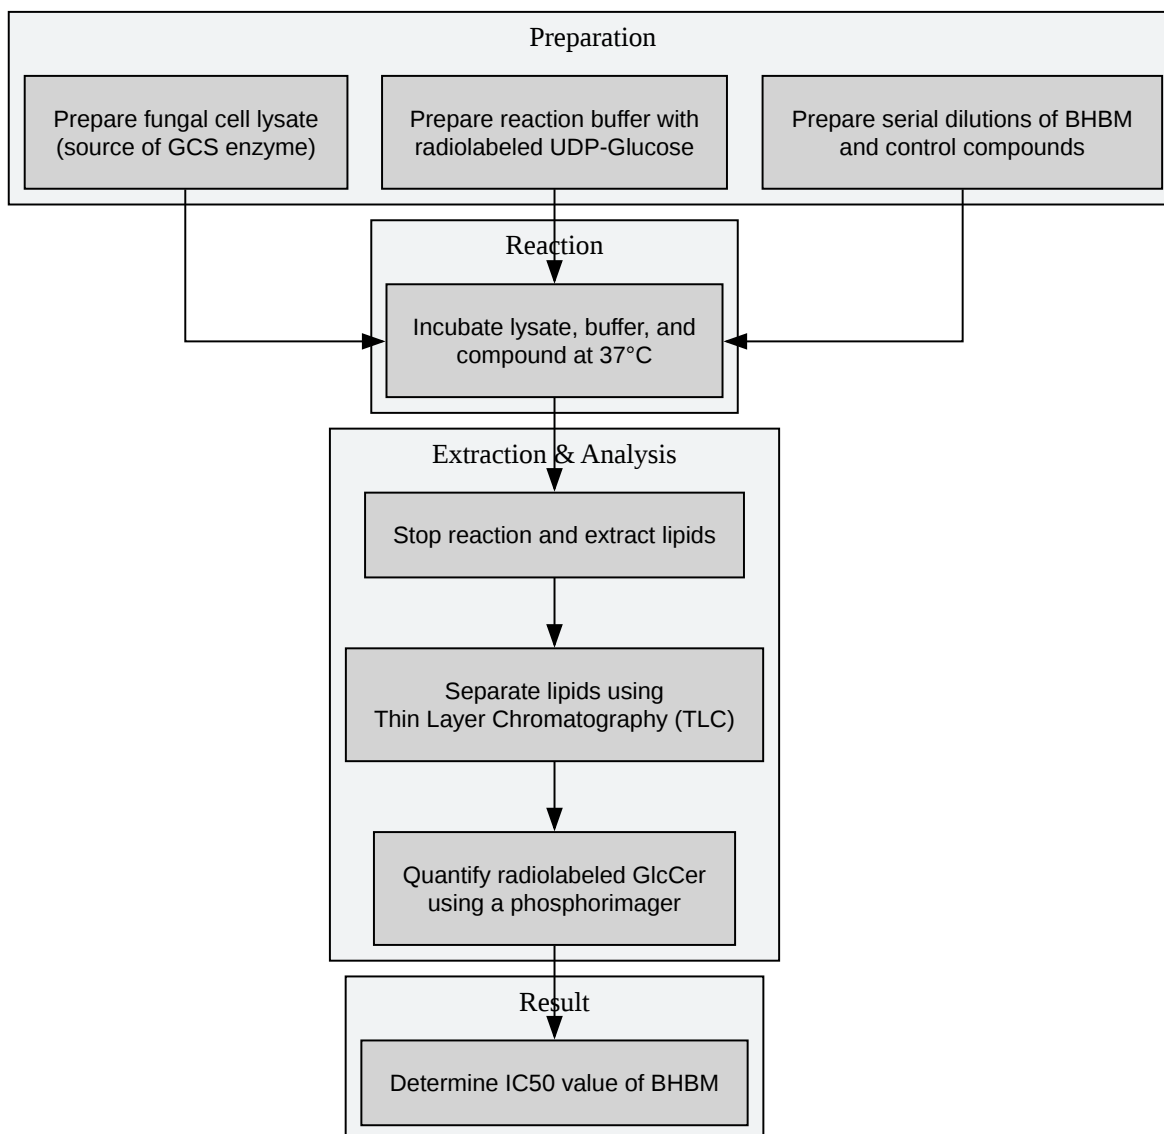 Preparation
Prepare fungal cell lysate
(source of GCS enzyme)
Prepare reaction buffer with
radiolabeled UDP-Glucose
Prepare serial dilutions of BHBM
and control compounds
Reaction
Incubate lysate, buffer, and
compound at 37°C
Extraction & Analysis
Stop reaction and extract lipids
Separate lipids using
Thin Layer Chromatography (TLC)
Quantify radiolabeled GlcCer
using a phosphorimager
Result
Determine IC50 value of BHBM